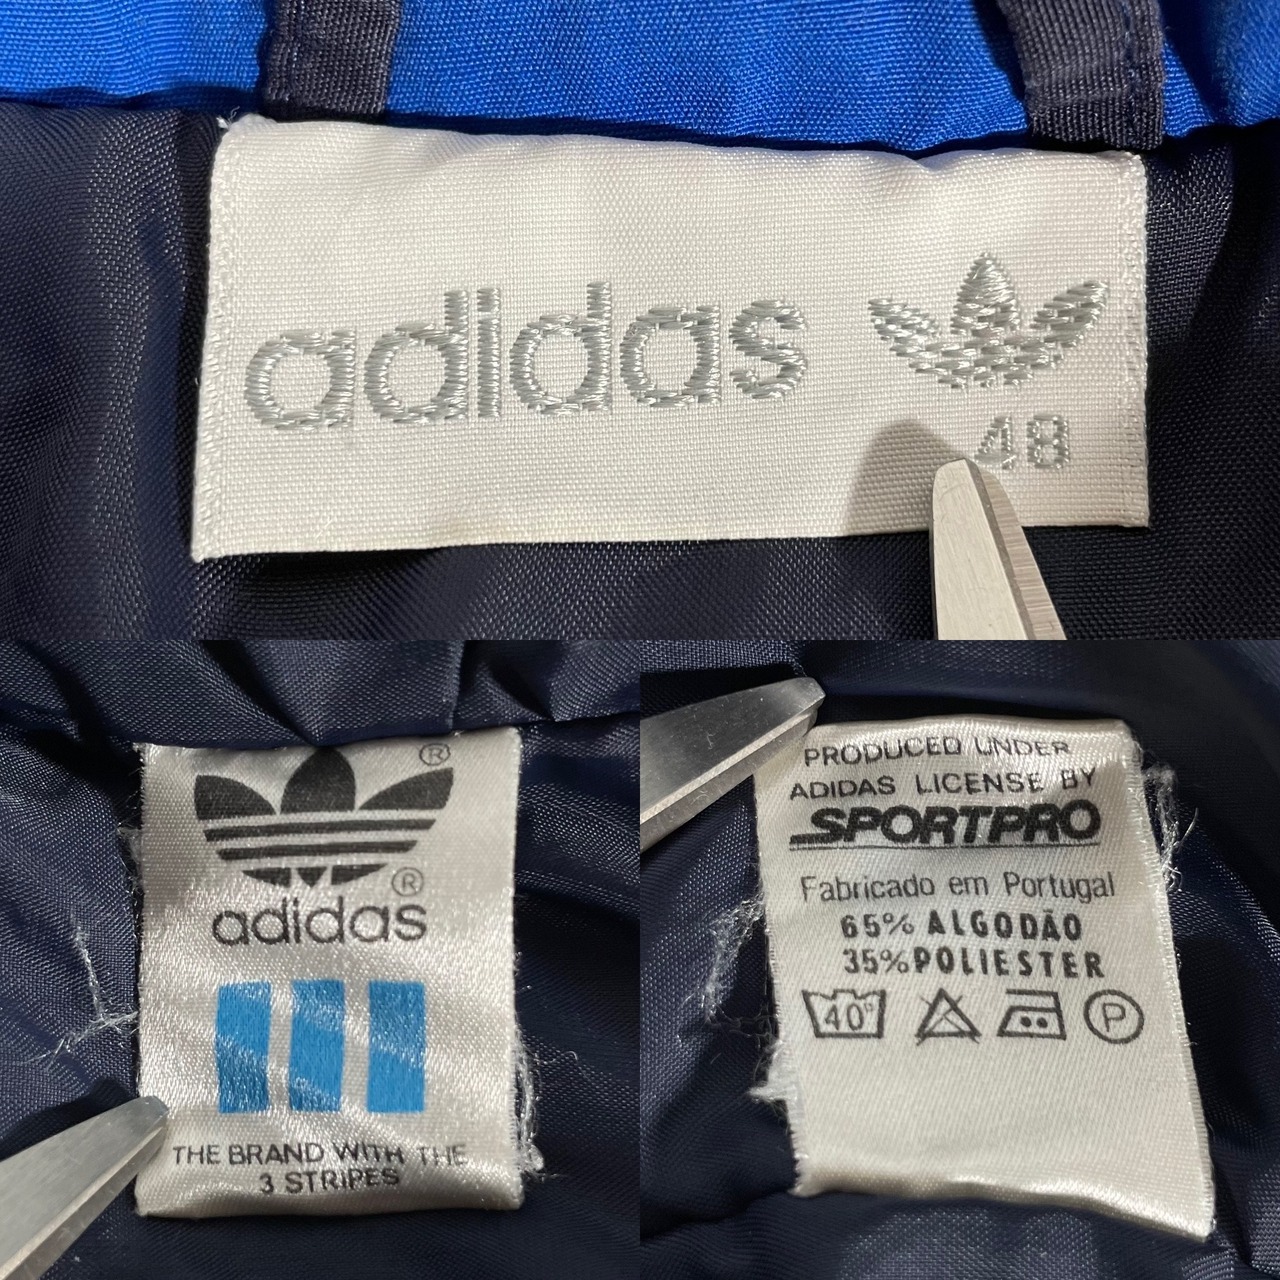 adidas
48
®
®
adidas
THE BRAND WITH THE
3 STRIPES
PRODUCED UNDER
ADIDAS LICENSE BY
SPORTPRO
Fabricado em Portugal
65% ALGODÃO
35% POLIESTER
40°
P